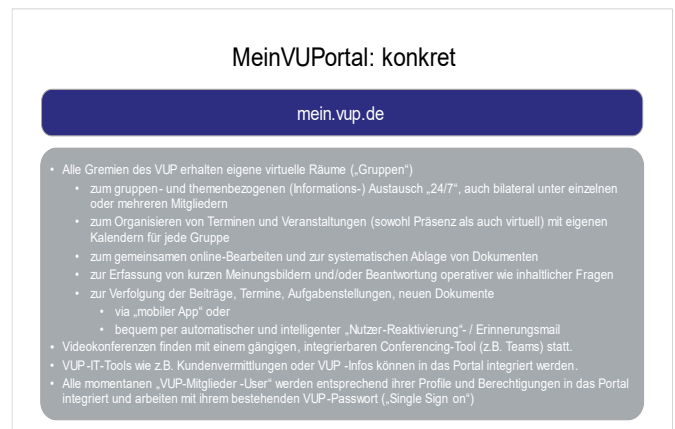 MeinVUPortal: konkret
mein.vup.de
• Alle Gremien des VUP erhalten eigene virtuelle Räume („Gruppen“)
• zum gruppen- und themenbezogenen (Informations-) Austausch „24/7“, auch bilateral unter einzelnen
oder mehreren Mitgliedern
• zum Organisieren von Terminen und Veranstaltungen (sowohl Präsenz als auch virtuell) mit eigenen
Kalendern für jede Gruppe
• zum gemeinsamen online-Bearbeiten und zur systematischen Ablage von Dokumenten
• zur Erfassung von kurzen Meinungsbildern und/oder Beantwortung operativer wie inhaltlicher Fragen
• zur Verfolgung der Beiträge, Termine, Aufgabenstellungen, neuen Dokumente
• via „mobiler App“ oder
• bequem per automatischer und intelligenter „Nutzer-Reaktivierung“- / Erinnerungsmail
• Videokonferenzen finden mit einem gängigen, integrierbaren Conferencing-Tool (z.B. Teams) statt.
• VUP-IT-Tools wie z.B. Kundenvermittlungen oder VUP -Infos können in das Portal integriert werden.
• Alle momentanen „VUP-Mitglieder -User“ werden entsprechend ihrer Profile und Berechtigungen in das Portal
integriert und arbeiten mit ihrem bestehenden VUP-Passwort („Single Sign on“)